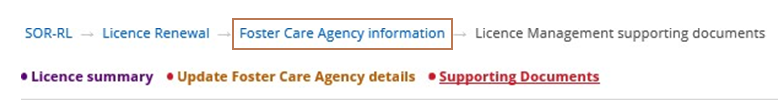 SOR-RL → Licence Renewal → Foster Care Agency information → Licence Management supporting documents
• Licence summary • Update Foster Care Agency details • Supporting Documents